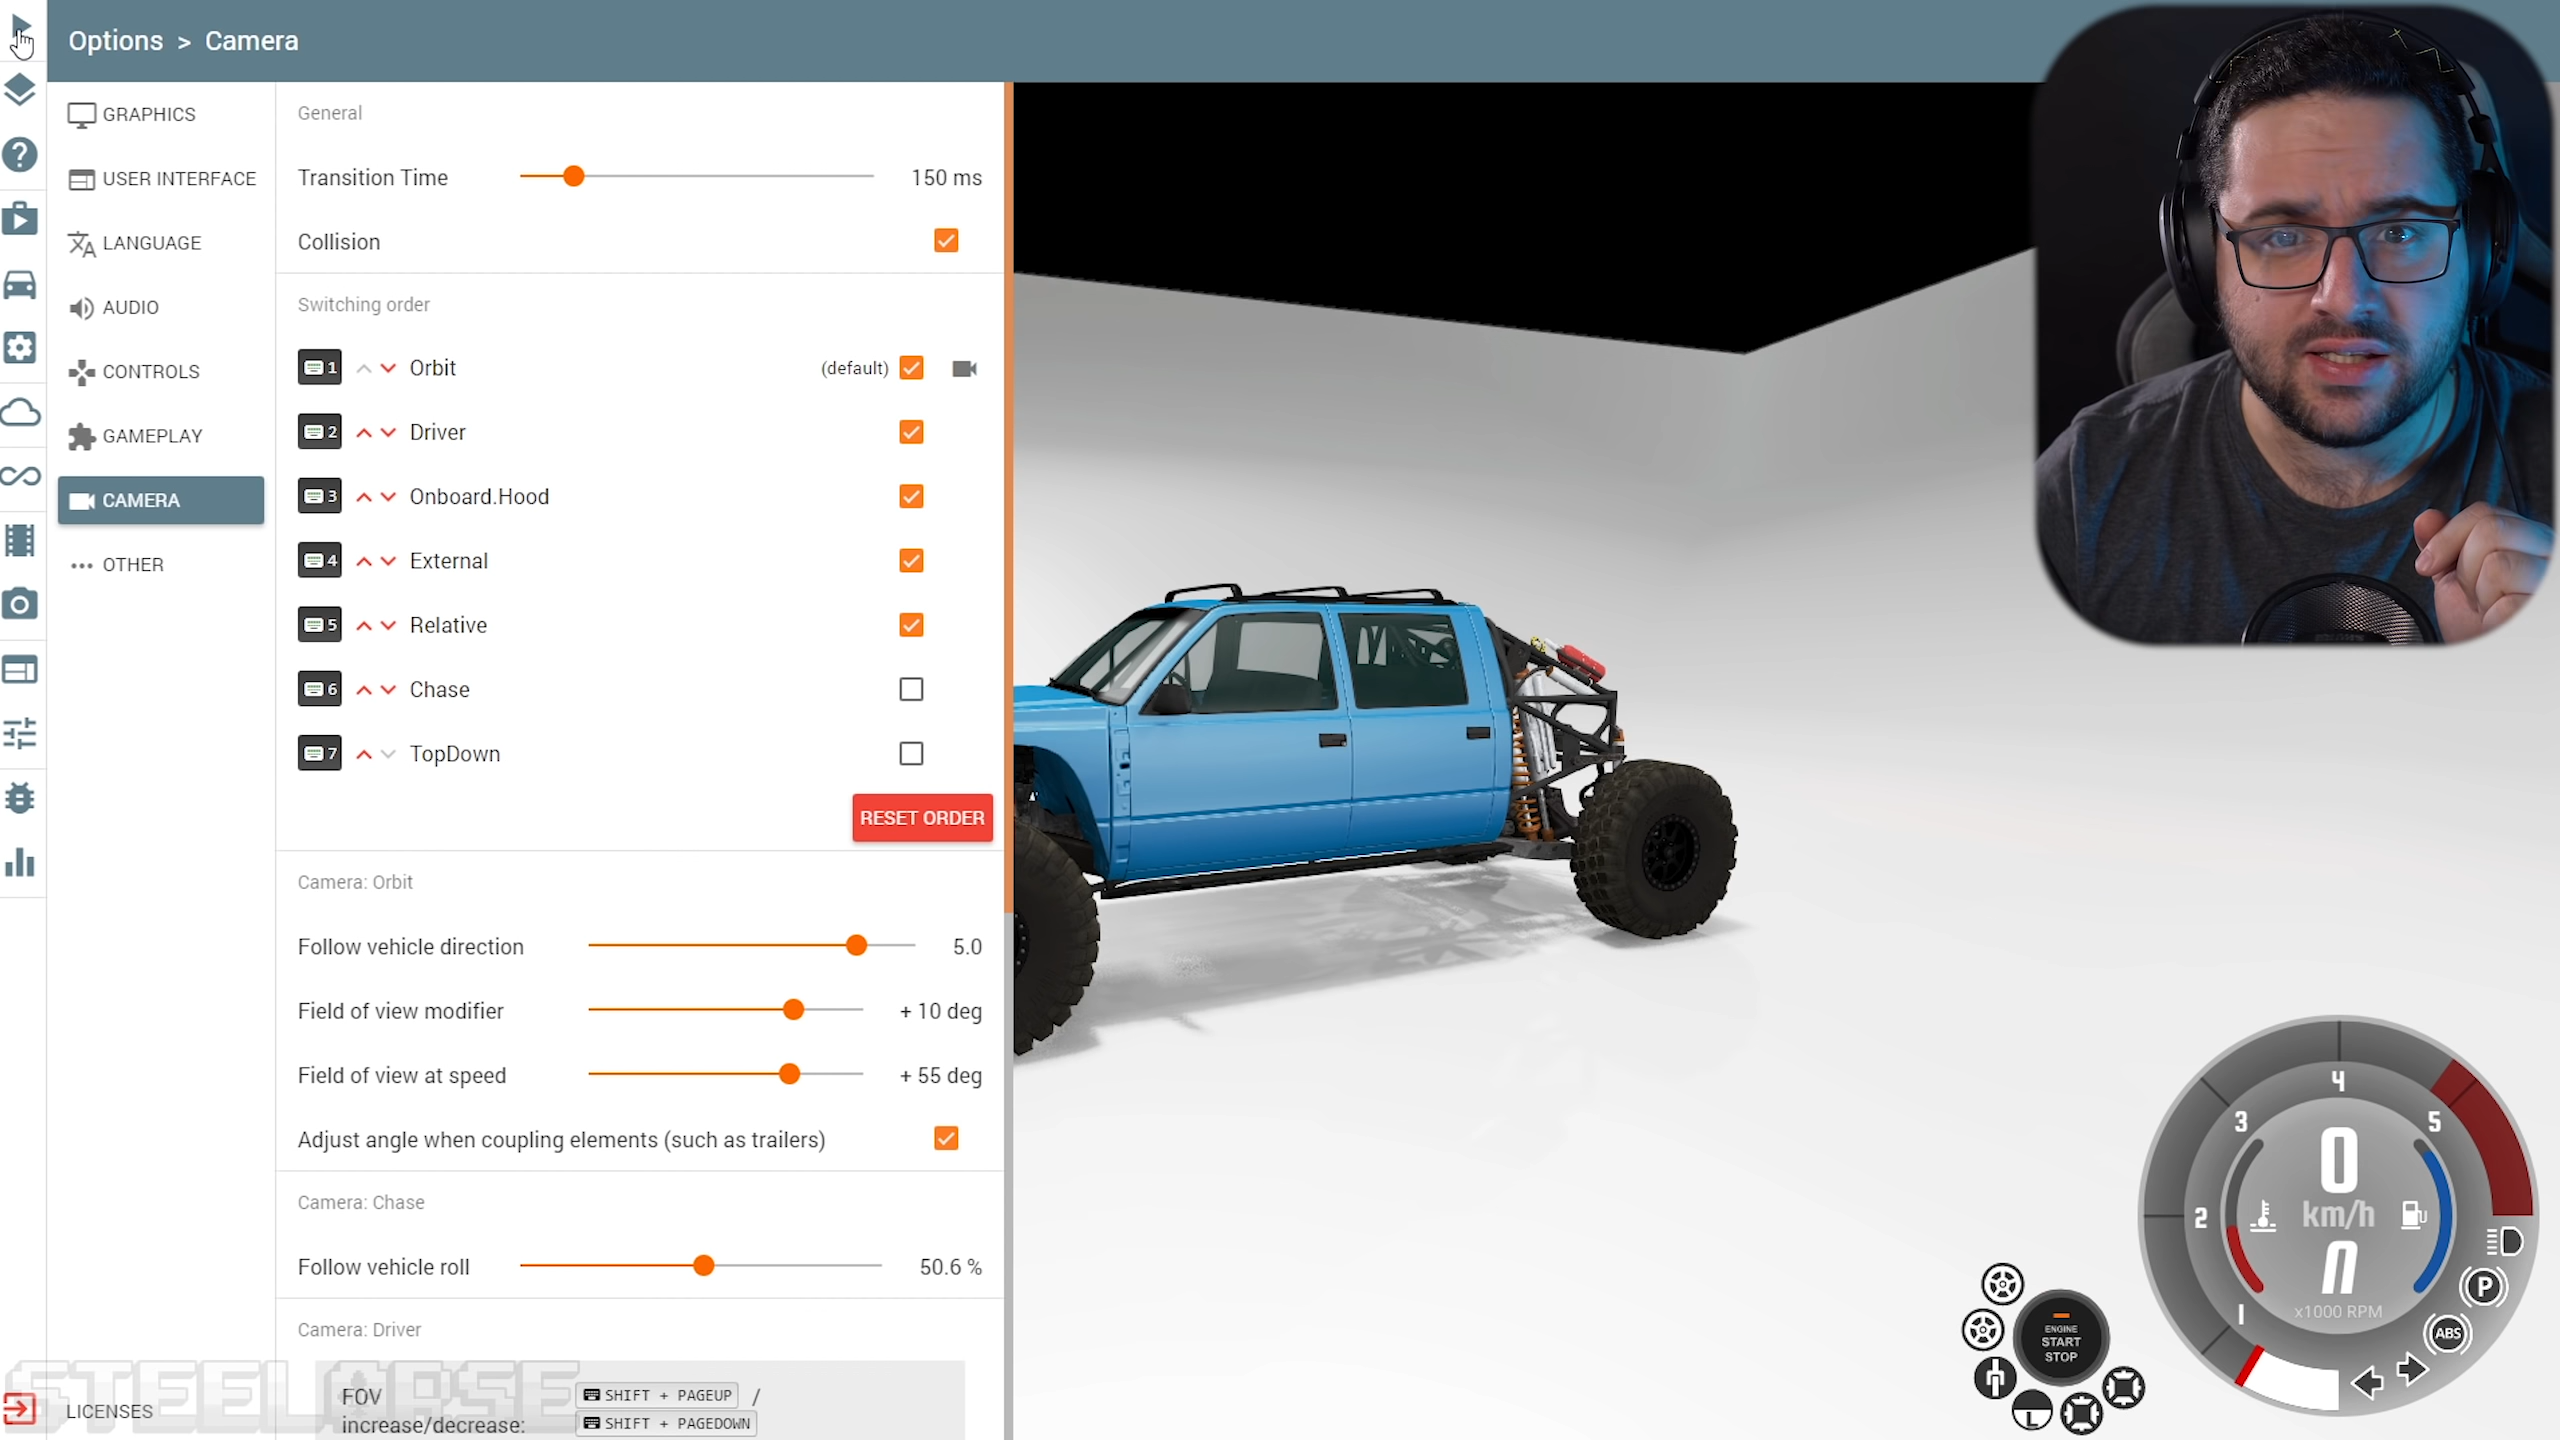 Options > Camera
GRAPHICS
USER INTERFACE
LANGUAGE
AUDIO
CONTROLS
GAMEPLAY
CAMERA
OTHER
LICENSES
General
Transition Time 150 ms
Collision
Switching order
1 Orbit (default)
2 Driver
3 Onboard.Hood
4 External
5 Relative
6 Chase
7 TopDown
RESET ORDER
Camera: Orbit
Follow vehicle direction 5.0
Field of view modifier + 10 deg
Field of view at speed + 55 deg
Adjust angle when coupling elements (such as trailers)
Camera: Chase
Follow vehicle roll 50.6 %
Camera: Driver
FOV SHIFT + PAGEUP /
increase/decrease: SHIFT + PAGEDOWN
ENGINE
START
STOP
1
2
3
4
5
0
km/h
n
x1000 RPM
P
ABS
L